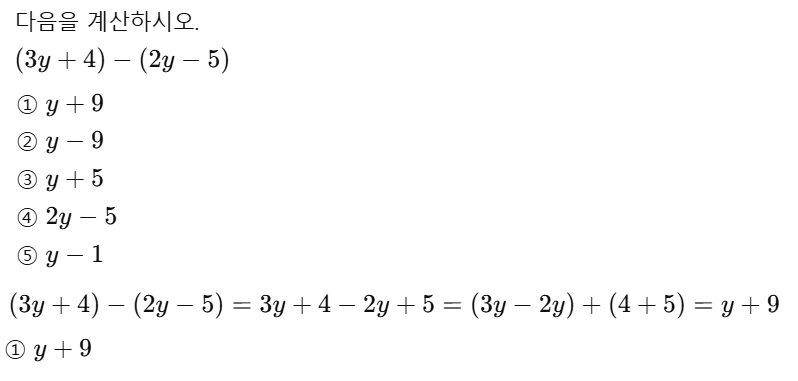 다음을 계산하시오.
(3y + 4) − (2y − 5)
① y + 9
② y − 9
③ y + 5
④ 2y − 5
⑤ y − 1
(3y + 4) − (2y − 5) = 3y + 4 − 2y + 5 = (3y − 2y) + (4 + 5) = y + 9
① y + 9